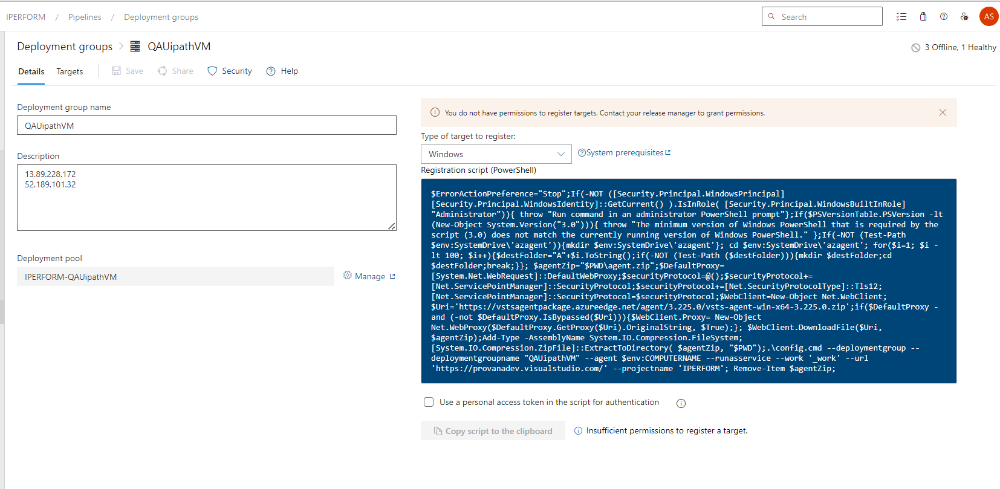 IPERFORM / Pipelines / Deployment groups
Search
AS
Deployment groups > QAUipathVM
3 Offline, 1 Healthy
Details Targets Save Share Security Help
Deployment group name
QAUipathVM
Description
13.89.228.172
52.189.101.32
Deployment pool
IPERFORM-QAUipathVM
Manage
You do not have permissions to register targets. Contact your release manager to grant permissions.
Type of target to register:
Windows
System prerequisites
Registration script (PowerShell)
$ErrorActionPreference="Stop";If(-NOT ([Security.Principal.WindowsPrincipal]
[Security.Principal.WindowsIdentity]::GetCurrent() ).IsInRole( [Security.Principal.WindowsBuiltInRole]
"Administrator")){ throw "Run command in an administrator PowerShell prompt"};If($PSVersionTable.PSVersion -lt
(New-Object System.Version("3.0"))){ throw "The minimum version of Windows PowerShell that is required by the
script (3.0) does not match the currently running version of Windows PowerShell." };If(-NOT (Test-Path
$env:SystemDrive\'azagent')){mkdir $env:SystemDrive\'azagent'}; cd $env:SystemDrive\'azagent'; for($i=1; $i -
lt 100; $i++){$destFolder="A"+$i.ToString();if(-NOT (Test-Path ($destFolder))){mkdir $destFolder;cd
$destFolder;break;}}; $agentZip="$PWD\agent.zip";$DefaultProxy=
[System.Net.WebRequest]::DefaultWebProxy;$securityProtocol=@();$securityProtocol+=
[Net.ServicePointManager]::SecurityProtocol;$securityProtocol+=[Net.SecurityProtocolType]::Tls12;
[Net.ServicePointManager]::SecurityProtocol=$securityProtocol;$WebClient=New-Object Net.WebClient;
$Uri='https://vstsagentpackage.azureedge.net/agent/3.225.0/vsts-agent-win-x64-3.225.0.zip';if($DefaultProxy -
and (-not $DefaultProxy.IsBypassed($Uri))){$WebClient.Proxy= New-Object
Net.WebProxy($DefaultProxy.GetProxy($Uri).OriginalString, $True);}; $WebClient.DownloadFile($Uri,
$agentZip);Add-Type -AssemblyName System.IO.Compression.FileSystem;
[System.IO.Compression.ZipFile]::ExtractToDirectory( $agentZip, "$PWD");.\config.cmd --deploymentgroup --
deploymentgroupname "QAUipathVM" --agent $env:COMPUTERNAME --runasservice --work '_work' --url
'https://provanadev.visualstudio.com/' --projectname 'IPERFORM'; Remove-Item $agentZip;
Use a personal access token in the script for authentication
Copy script to the clipboard
Insufficient permissions to register a target.